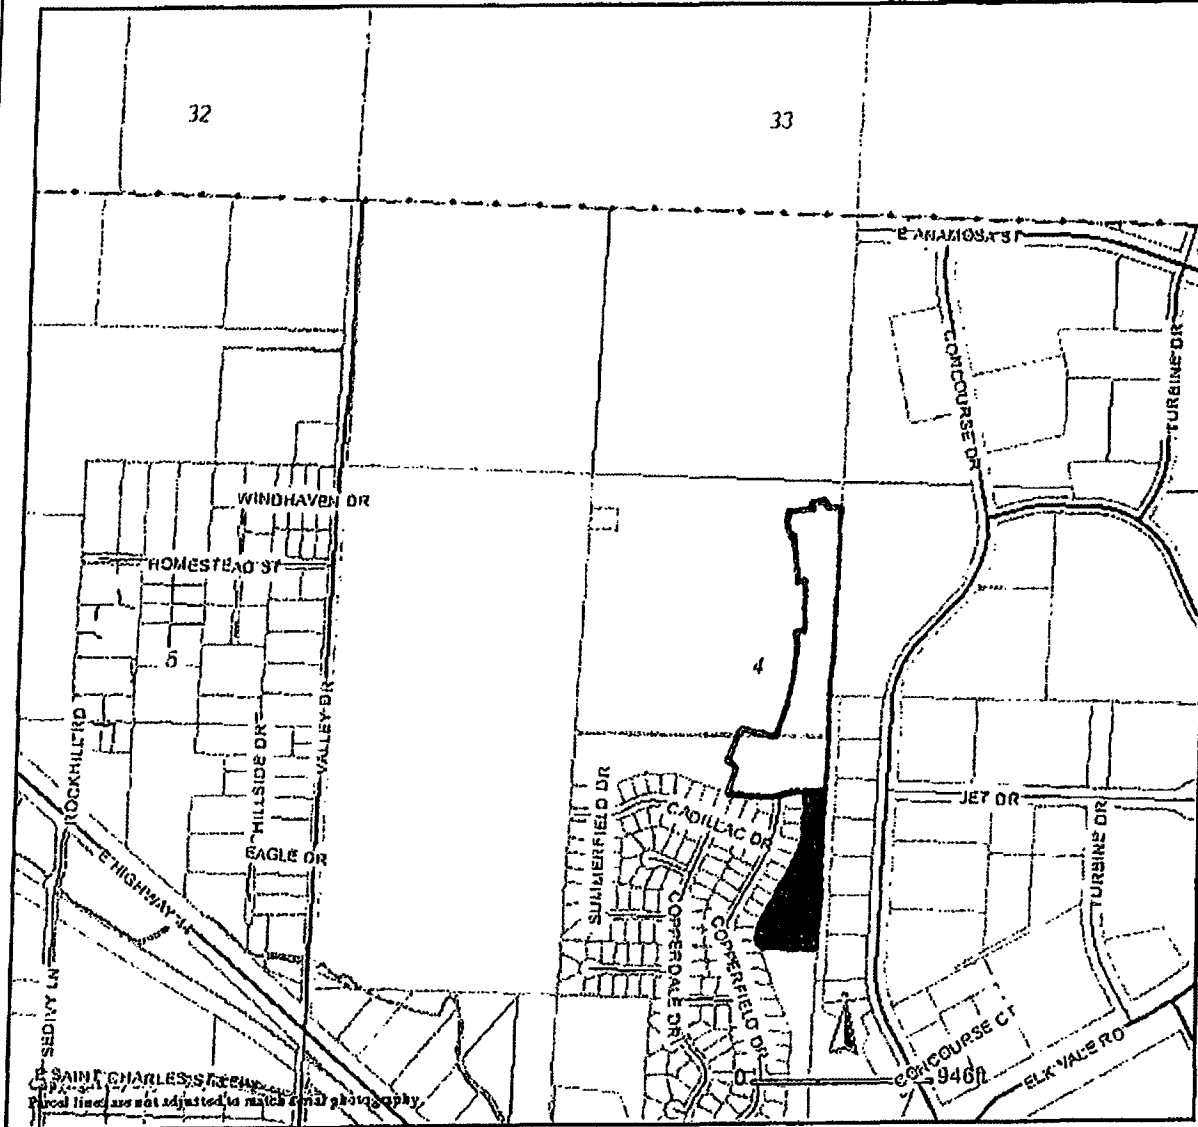 32
33
E ANAMOSA ST
CONCOURSE DR
TURBINE DR
WINDHAVEN DR
HOMESTEAD ST
5
4
ROCKHILL RD
HILLSIDE DR
VALLEY DR
SUMMERFIELD DR
CADILLAC DR
JET DR
TURBINE DR
EAGLE DR
E HIGHWAY 44
COPPERDALE DR
COPPERFIELD DR
SEDIVY LN
CONCOURSE CT
ELK VALE RD
E SAINT CHARLES ST
0
946ft
Parcel lines are not adjusted to match aerial photography